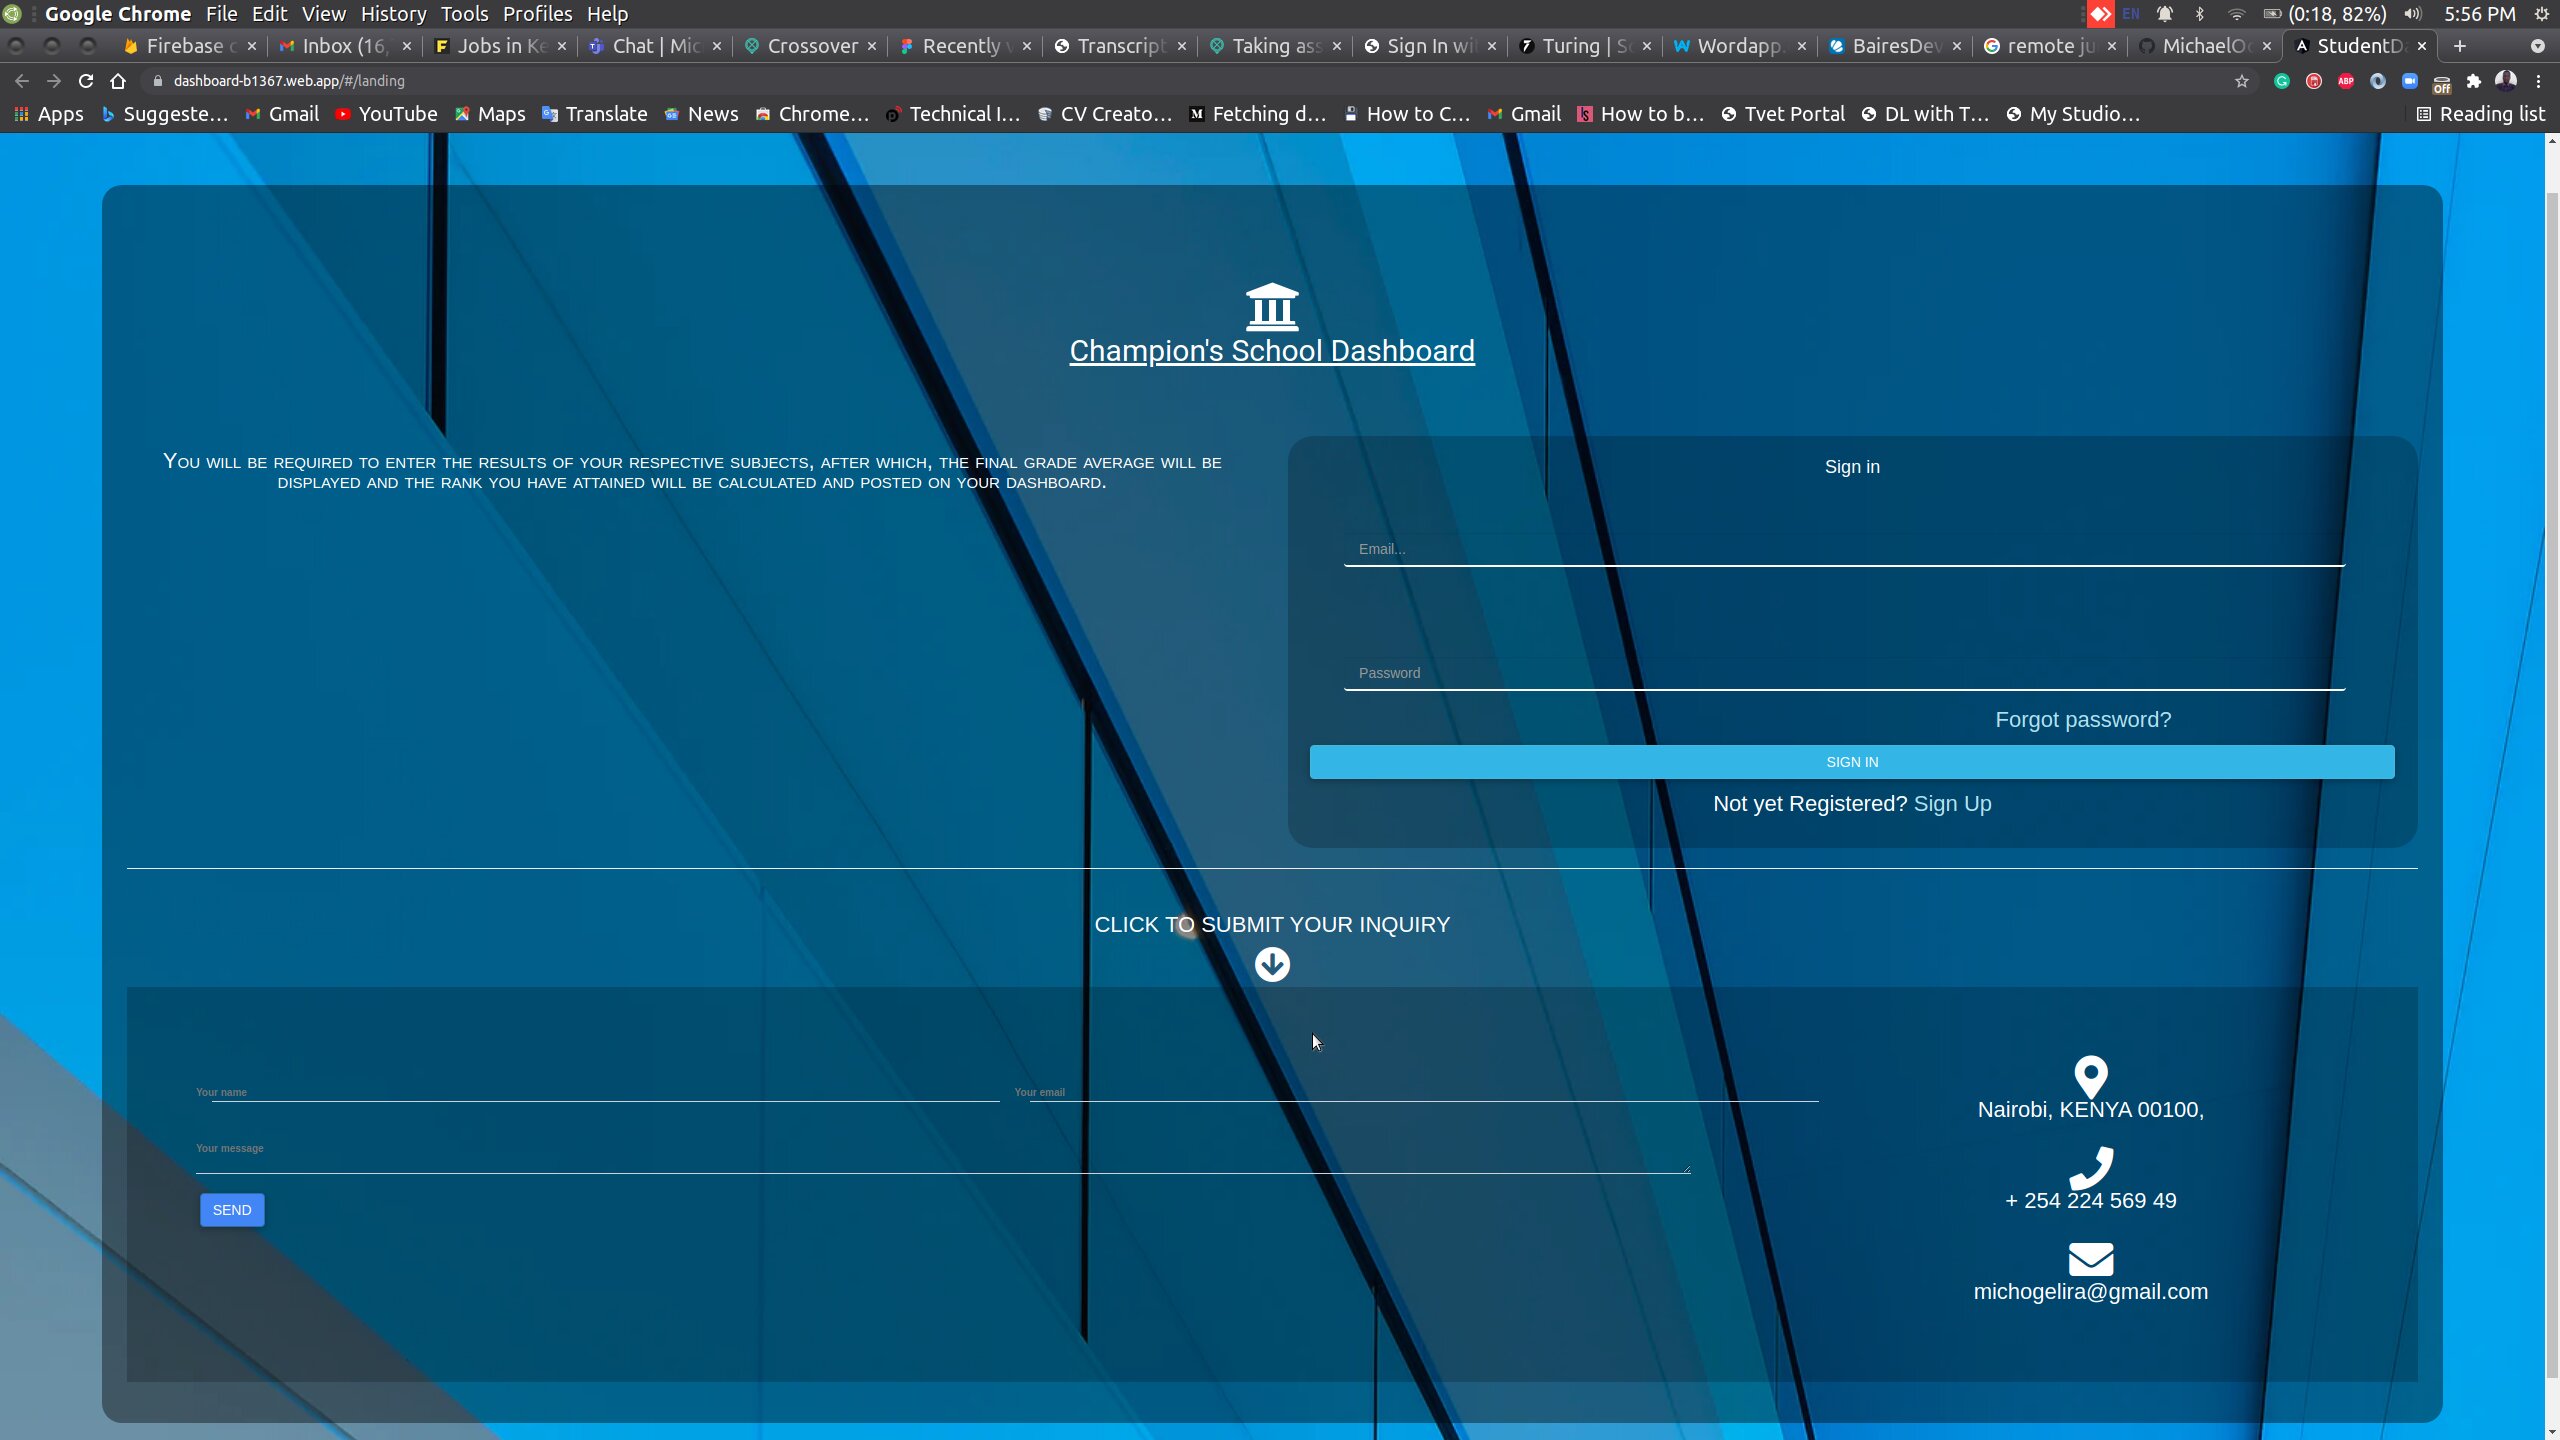 Google Chrome File Edit View History Tools Profiles Help EN (0:18, 82%) 5:56 PM
Firebase Inbox (16 Jobs in Ke Chat | Mic Crossover Recently Transcript Taking ass Sign In wi Turing | Wordapp. BairesDev remote ju MichaelO StudentD
dashboard-b1367.web.app/#/landing ABP Off
Apps Suggeste... Gmail YouTube Maps Translate News Chrome... Technical I... CV Creato... Fetching d... How to C... Gmail How to b... Tvet Portal DL with T... My Studio... Reading list
Champion's School Dashboard
You will be required to enter the results of your respective subjects, after which, the final grade average will be
displayed and the rank you have attained will be calculated and posted on your dashboard.
Sign in
Email...
Password
Forgot password?
SIGN IN
Not yet Registered? Sign Up
CLICK TO SUBMIT YOUR INQUIRY
Your name Your email
Your message
SEND
Nairobi, KENYA 00100,
+ 254 224 569 49
michogelira@gmail.com